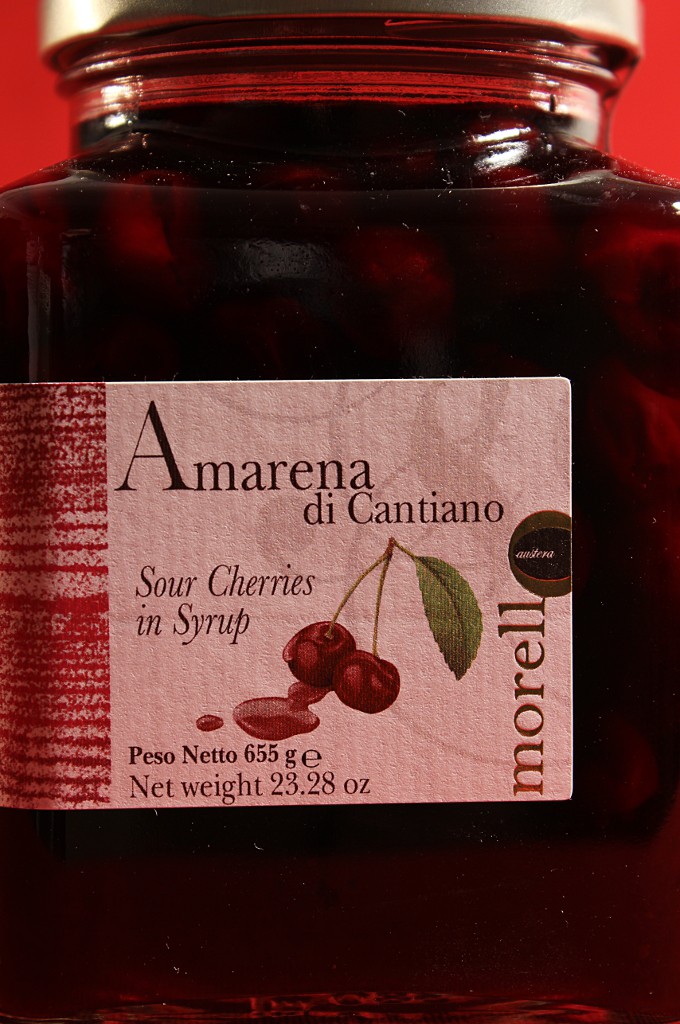 Amarena
di Cantiano
Sour Cherries
in Syrup
Peso Netto 655 g e
Net weight 23.28 oz
morello
austera